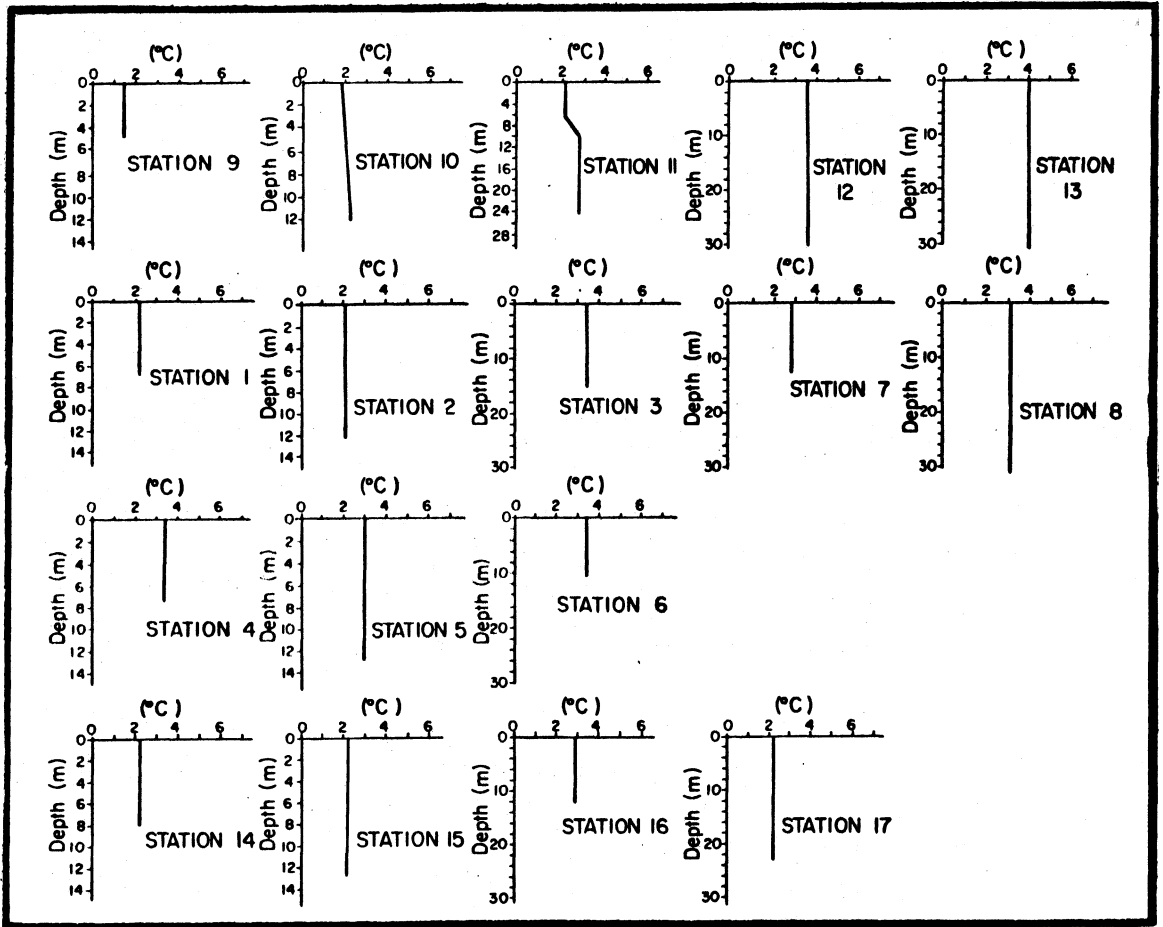 (°C)
0 2 4 6
0
2
4
6
8
10
12
14
Depth (m)
STATION 9
(°C)
0 2 4 6
0
2
4
6
8
10
12
Depth (m)
STATION 10
(°C)
0 2 4 6
0
4
8
12
16
20
24
28
Depth (m)
STATION 11
(°C)
0 2 4 6
0
10
20
30
Depth (m)
STATION
12
(°C)
0 2 4 6
0
10
20
30
Depth (m)
STATION
13
(°C)
0 2 4 6
0
2
4
6
8
10
12
14
Depth (m)
STATION 1
(°C)
0 2 4 6
0
2
4
6
8
10
12
14
Depth (m)
STATION 2
(°C)
0 2 4 6
0
10
20
30
Depth (m)
STATION 3
(°C)
0 2 4 6
0
10
20
30
Depth (m)
STATION 7
(°C)
0 2 4 6
0
10
20
30
Depth (m)
STATION 8
(°C)
0 2 4 6
0
2
4
6
8
10
12
14
Depth (m)
STATION 4
(°C)
0 2 4 6
0
2
4
6
8
10
12
14
Depth (m)
STATION 5
(°C)
0 2 4 6
0
10
20
30
Depth (m)
STATION 6
(°C)
0 2 4 6
0
2
4
6
8
10
12
14
Depth (m)
STATION 14
(°C)
0 2 4 6
0
2
4
6
8
10
12
14
Depth (m)
STATION 15
(°C)
0 2 4 6
0
10
20
30
Depth (m)
STATION 16
(°C)
0 2 4 6
0
10
20
30
Depth (m)
STATION 17